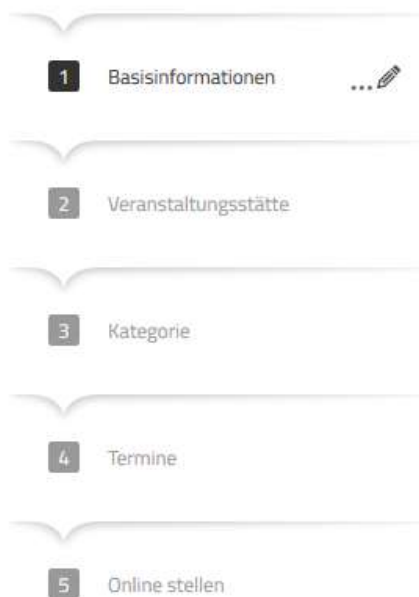 1 Basisinformationen ...
2 Veranstaltungsstätte
3 Kategorie
4 Termine
5 Online stellen